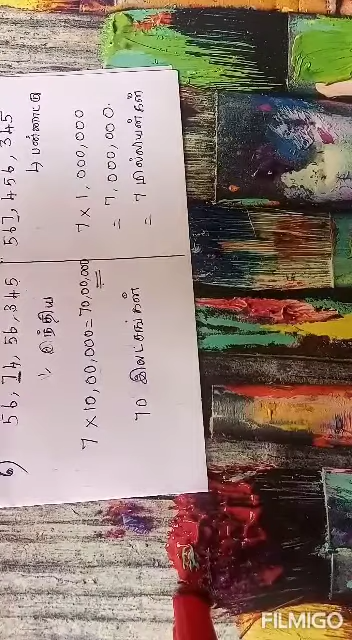 6) 56,74,56,345
↓ இந்திய
7 × 10,00,000 = 70,00,000
70 இலட்சங்கள்
567,456,345
↳ பன்னாட்டு
7 × 1,000,000
= 7,000,000.
= 7 மில்லியன்கள்
FILMIGO